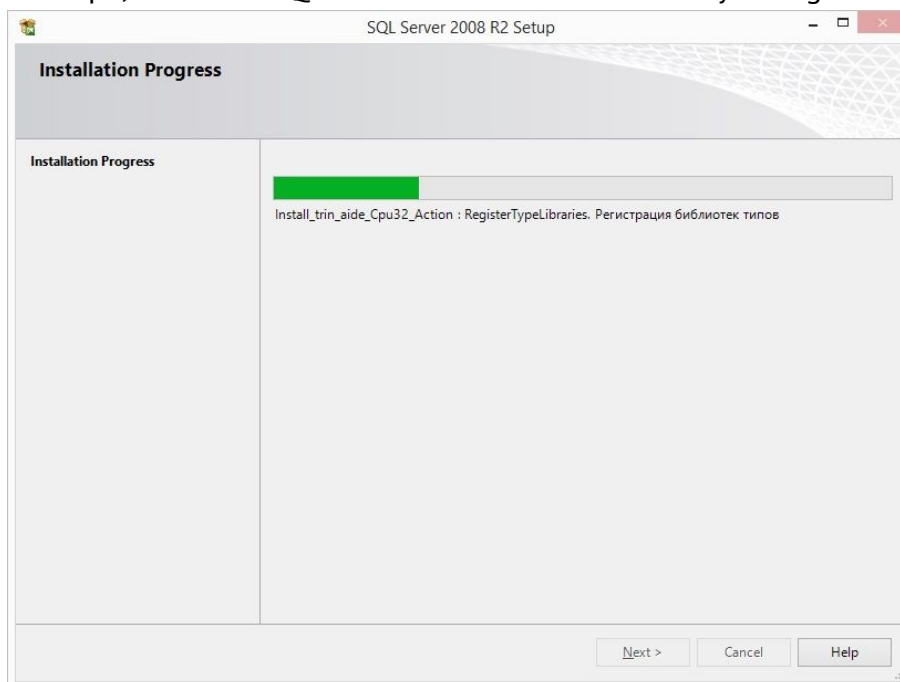 SQL Server 2008 R2 Setup
Installation Progress
Installation Progress
Install_trin_aide_Cpu32_Action : RegisterTypeLibraries. Регистрация библиотек типов
Next >
Cancel
Help